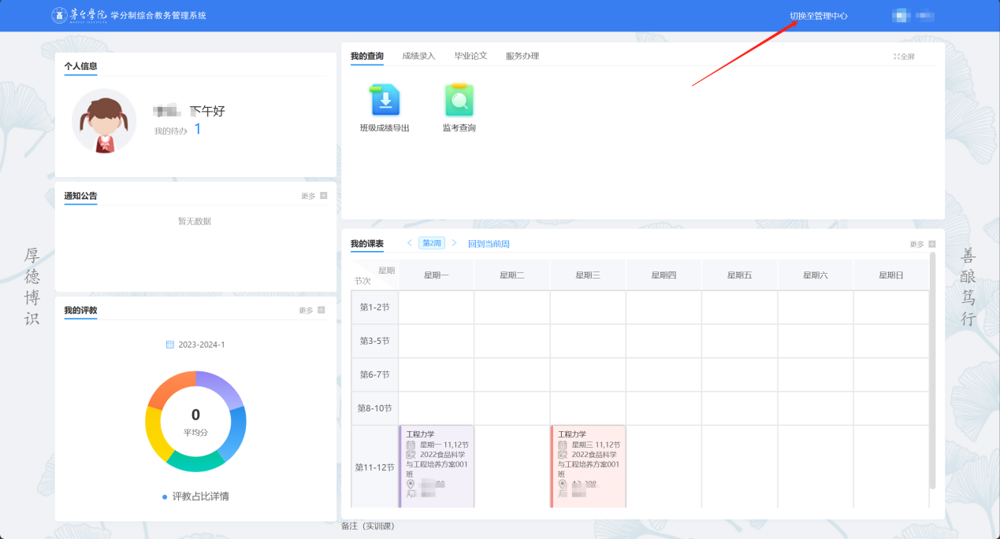 茅台学院 学分制综合教务管理系统
切换至管理中心
个人信息
下午好
我的待办 1
通知公告
更多
暂无数据
我的评教
更多
2023-2024-1
0
平均分
评教占比详情
我的查询 成绩录入 毕业论文 服务办理
全屏
班级成绩导出 监考查询
我的课表 < 第2周 > 回到当前周
更多
星期
节次
星期一 星期二 星期三 星期四 星期五 星期六 星期日
第1-2节
第3-5节
第6-7节
第8-10节
第11-12节
工程力学
星期一 11,12节
2022食品科学
与工程培养方案001
班
工程力学
星期三 11,12节
2022食品科学
与工程培养方案001
班
备注（实训课）
厚德博识
善酿笃行